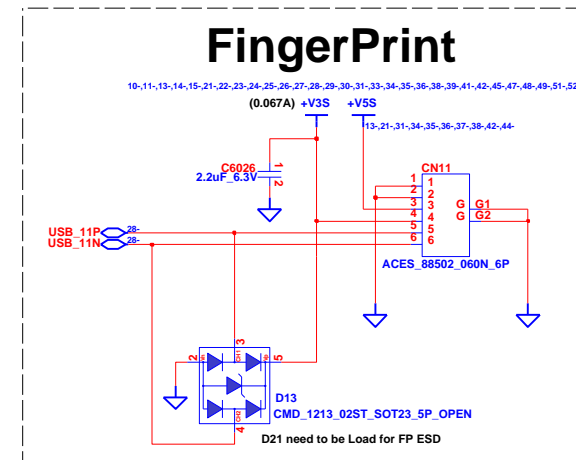 FingerPrint
10-,11-,13-,14-,15-,21-,22-,23-,24-,25-,26-,27-,28-,29-,30-,31-,33-,34-,35-,36-,38-,39-,41-,42-,45-,47-,48-,49-,51-,52
(0.067A) +V3S +V5S
13-,21-,31-,34-,35-,36-,37-,38-,42-,44-
C6026
2.2uF_6.3V
1
2
CN11
1 1
2 2
3 3
4 4
5 5
6 6
G G1
G G2
ACES_88502_060N_6P
USB_11P 28-
USB_11N 28-
3
2
5
4
CH1
CH2
D13
CMD_1213_02ST_SOT23_5P_OPEN
D21 need to be Load for FP ESD